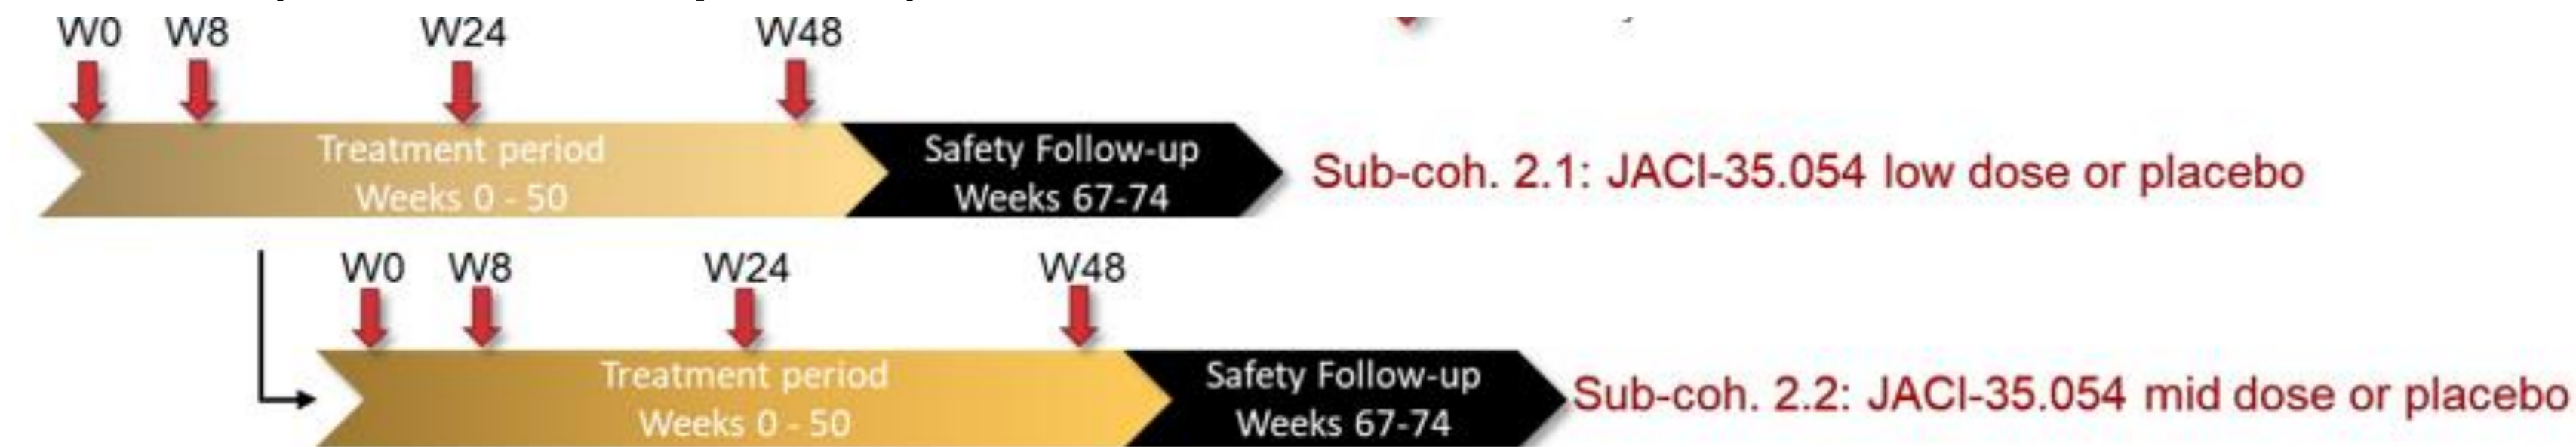 W0 W8 W24 W48
Treatment period
Weeks 0 - 50
Safety Follow-up
Weeks 67-74
Sub-coh. 2.1: JACI-35.054 low dose or placebo
W0 W8 W24 W48
Treatment period
Weeks 0 - 50
Safety Follow-up
Weeks 67-74
Sub-coh. 2.2: JACI-35.054 mid dose or placebo